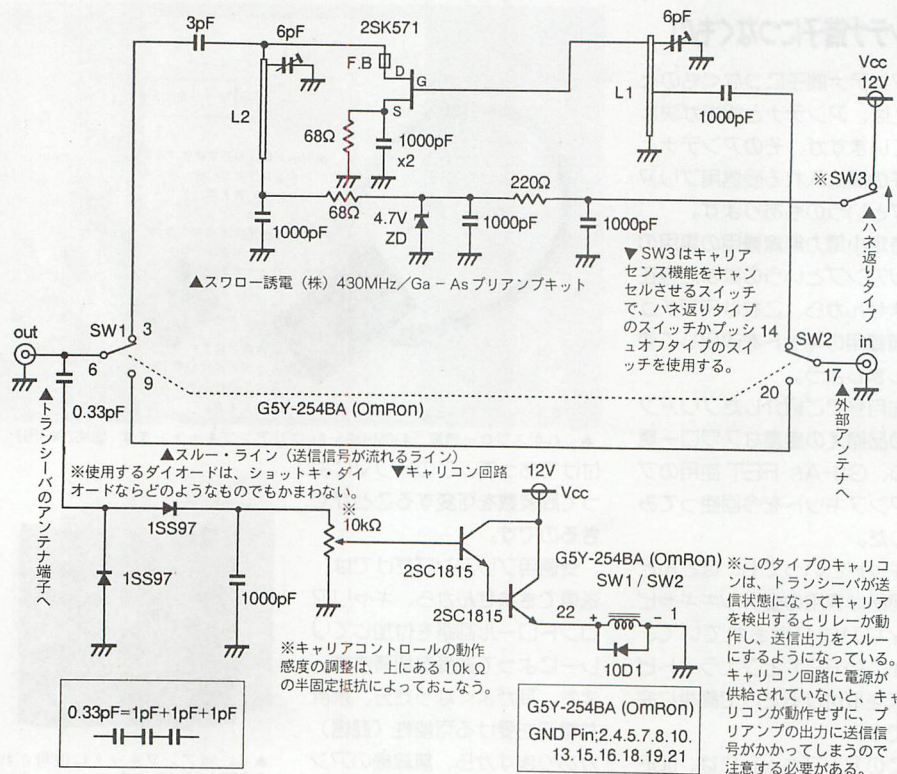 3pF
6pF
2SK571
F.B
D
G
S
L2
68Ω
1000pF
x2
6pF
L1
1000pF
Vcc
12V
※SW3
▲ハネ返りタイプ
1000pF
68Ω
4.7V
ZD
220Ω
1000pF
1000pF
▲スワロー誘電（株）430MHz／Ga－Asプリアンプキット
▼SW3はキャリア
センス機能をキャン
セルさせるスイッチ
で、ハネ返りタイプ
のスイッチかプッシ
ュオフタイプのスイ
ッチを使用する。
out
SW1
3
6
9
14
SW2
17
20
in
▲外部アンテナへ
0.33pF
▲トランシーバのアンテナ端子へ
G5Y-254BA (OmRon)
▲スルー・ライン（送信信号が流れるライン）
※使用するダイオードは、ショットキ・ダイ
オードならどのようなものでもかまわない。
▼キャリコン回路
12V
Vcc
1SS97
※
10kΩ
1SS97
1000pF
2SC1815
2SC1815
G5Y-254BA (OmRon)
SW1 / SW2
22
+
-
1
10D1
※このタイプのキャリコ
ンは、トランシーバが送
信状態になってキャリア
を検出するとリレーが動
作し、送信出力をスルー
にするようになっている。
キャリコン回路に電源が
供給されていないと、キャ
リコンが動作せずに、プ
リアンプの出力に送信信
号がかかってしまうので
注意する必要がある。
※キャリアコントロールの動作
感度の調整は、上にある10kΩ
の半固定抵抗によっておこなう。
0.33pF=1pF+1pF+1pF
G5Y-254BA (OmRon)
GND Pin;2.4.5.7.8.10.
13.15.16.18.19.21